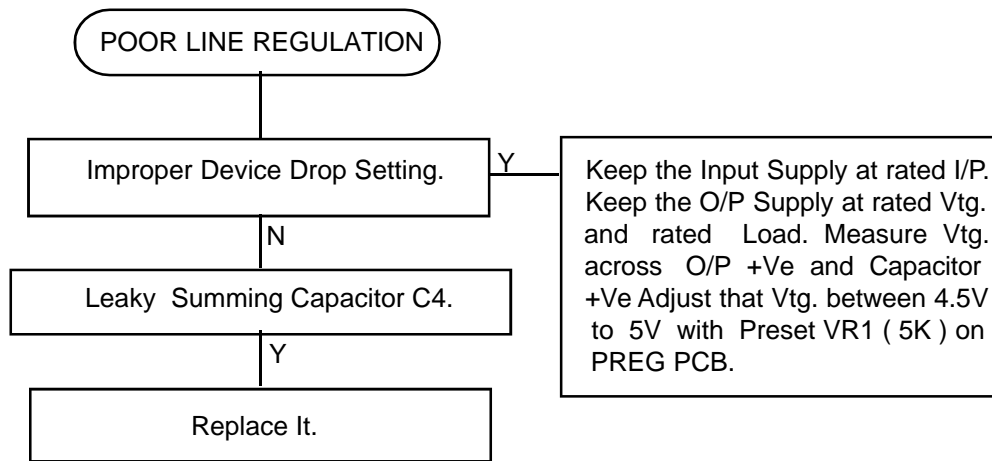 POOR LINE REGULATION
Improper Device Drop Setting.
Y
Keep the Input Supply at rated I/P.
Keep the O/P Supply at rated Vtg.
and rated Load. Measure Vtg.
across O/P +Ve and Capacitor
+Ve Adjust that Vtg. between 4.5V
to 5V with Preset VR1 ( 5K ) on
PREG PCB.
N
Leaky Summing Capacitor C4.
Y
Replace It.